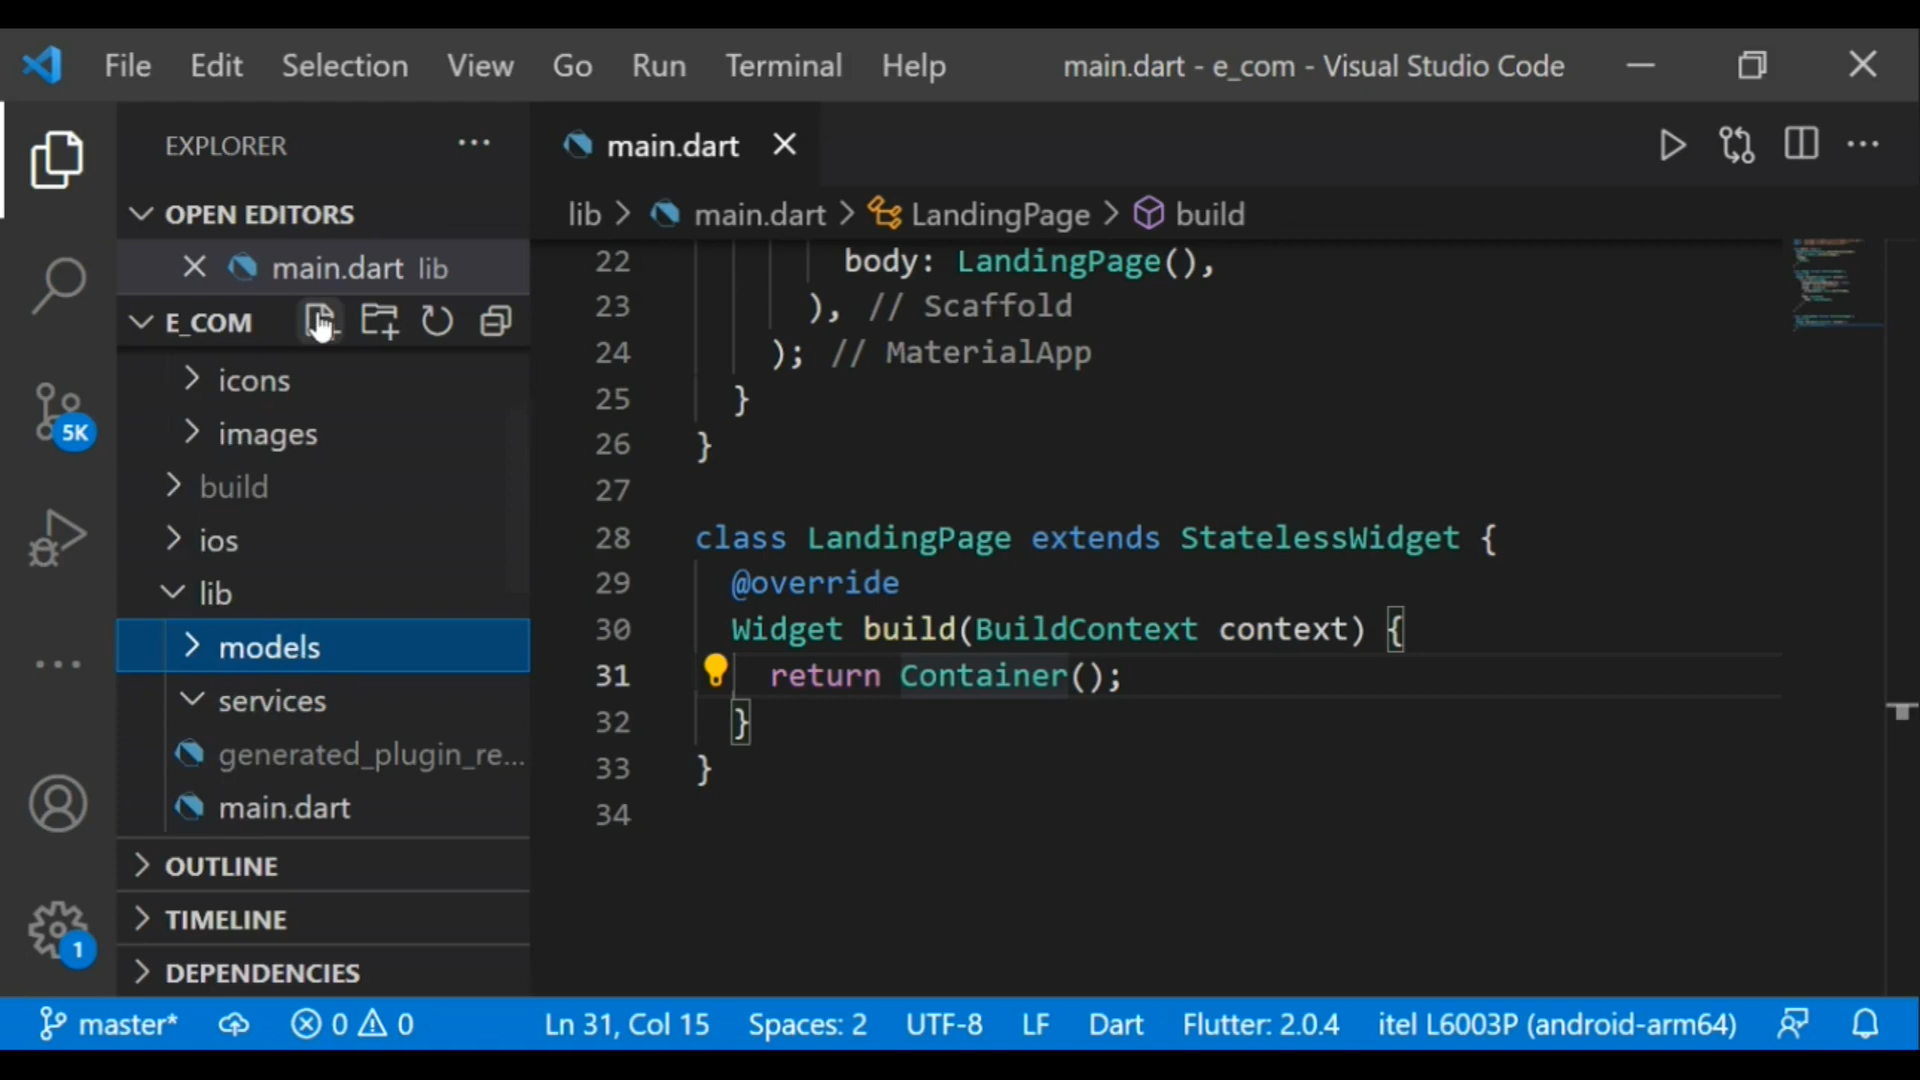 File Edit Selection View Go Run Terminal Help main.dart - e_com - Visual Studio Code
EXPLORER
OPEN EDITORS
main.dart lib
E_COM
icons
images
build
ios
lib
models
services
generated_plugin_re...
main.dart
OUTLINE
TIMELINE
DEPENDENCIES
5K
1
main.dart
lib > main.dart > LandingPage > build
22 body: LandingPage(),
23 ), // Scaffold
24 ); // MaterialApp
25 }
26 }
27
28 class LandingPage extends StatelessWidget {
29 @override
30 Widget build(BuildContext context) {
31 return Container();
32 }
33 }
34
master* 0 0 Ln 31, Col 15 Spaces: 2 UTF-8 LF Dart Flutter: 2.0.4 itel L6003P (android-arm64)